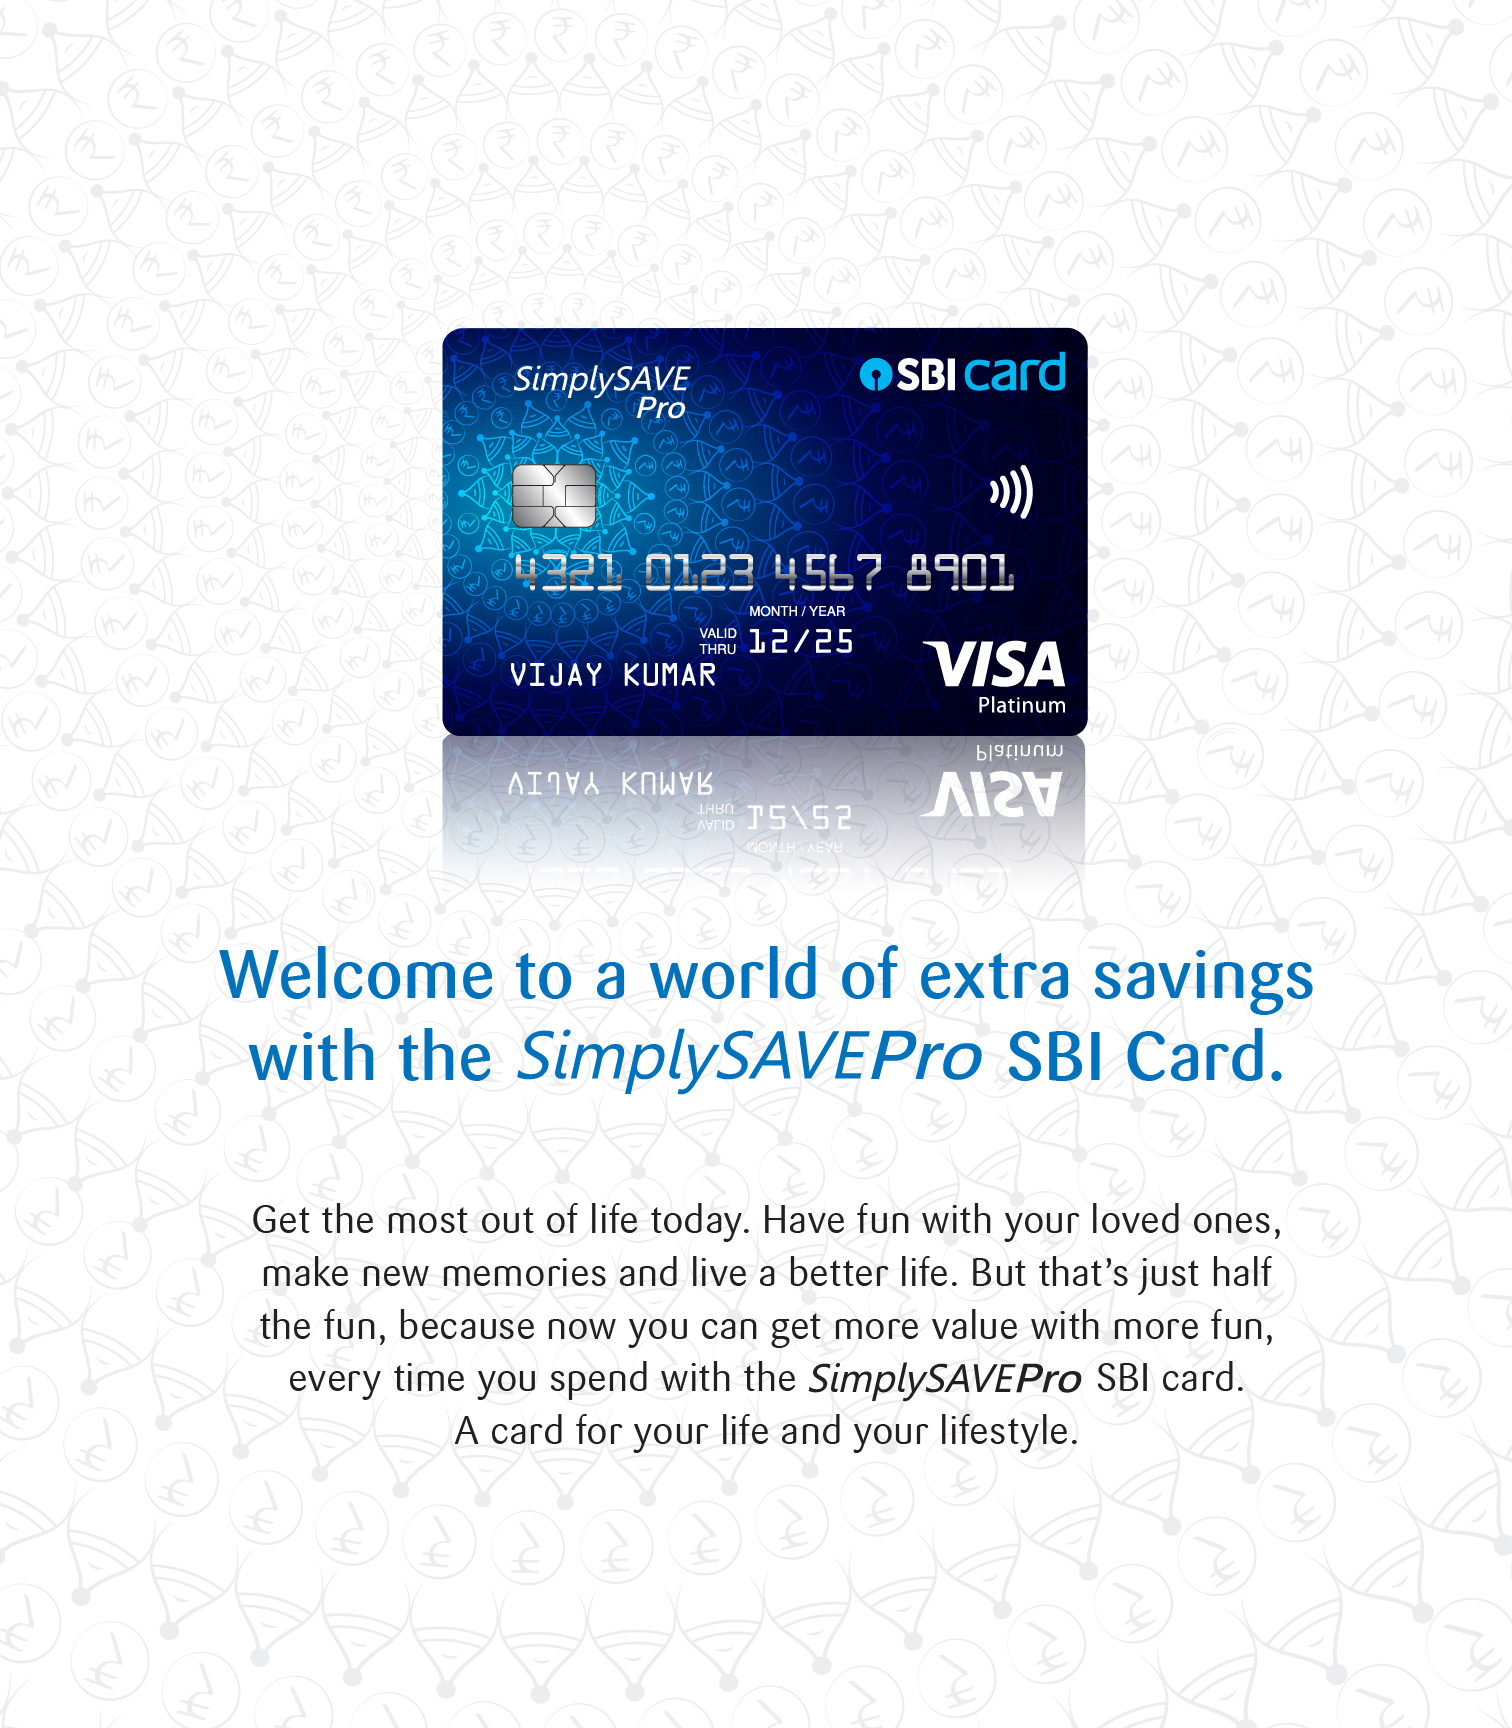 SimplySAVE
Pro
SBI card
4321 0123 4567 8901
MONTH / YEAR
VALID
THRU 12/25
VIJAY KUMAR
VISA
Platinum
Welcome to a world of extra savings
with the SimplySAVEPro SBI Card.
Get the most out of life today. Have fun with your loved ones,
make new memories and live a better life. But that’s just half
the fun, because now you can get more value with more fun,
every time you spend with the SimplySAVEPro SBI card.
A card for your life and your lifestyle.